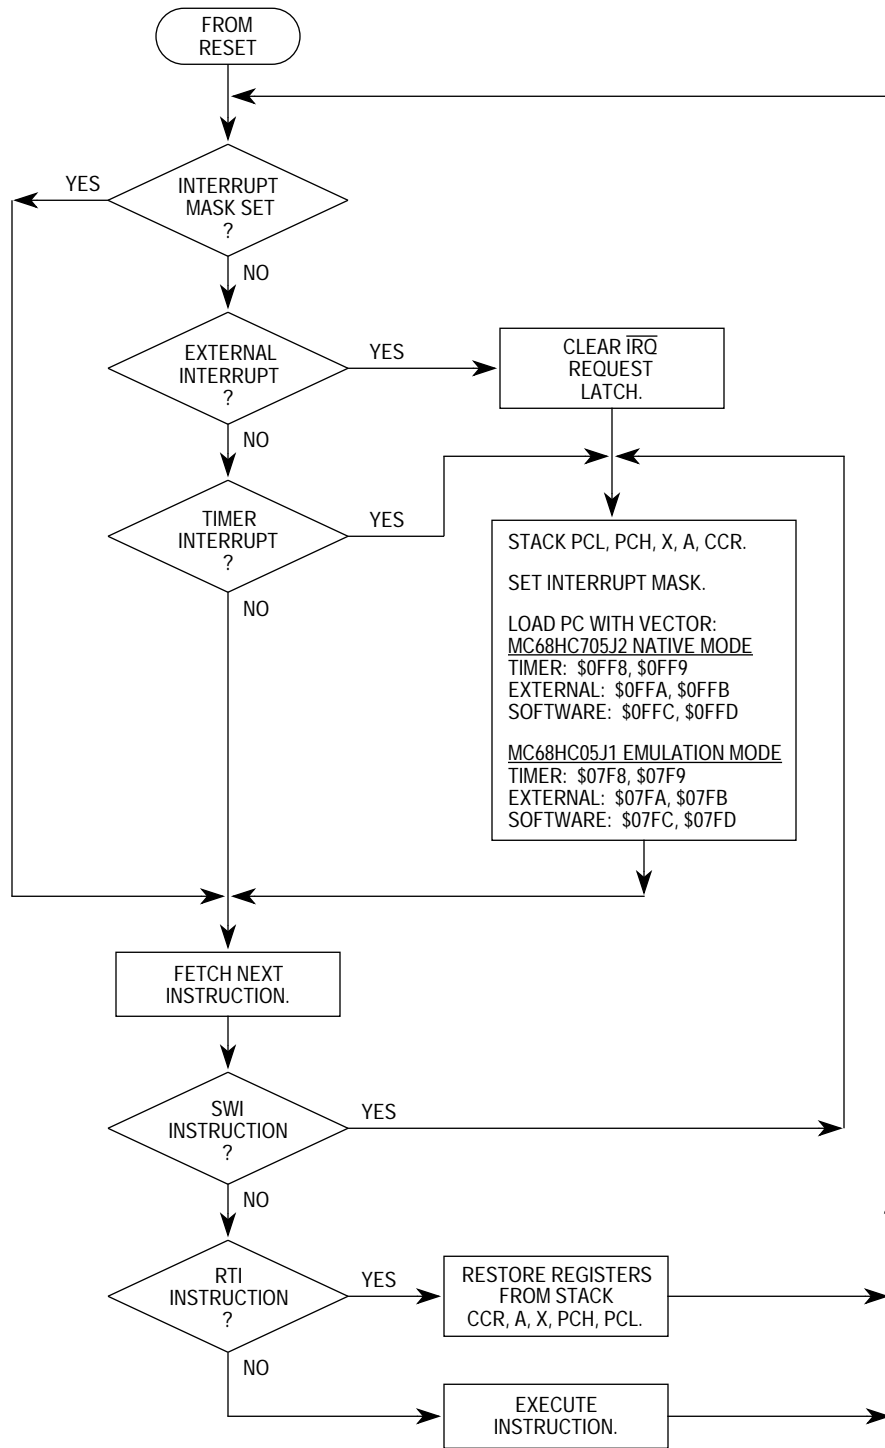 FROM
RESET
YES
INTERRUPT
MASK SET
?
NO
EXTERNAL
INTERRUPT
?
YES
CLEAR I̅R̅Q̅
REQUEST
LATCH.
NO
TIMER
INTERRUPT
?
YES
STACK PCL, PCH, X, A, CCR.
SET INTERRUPT MASK.
LOAD PC WITH VECTOR:
MC68HC705J2 NATIVE MODE
TIMER: $0FF8, $0FF9
EXTERNAL: $0FFA, $0FFB
SOFTWARE: $0FFC, $0FFD
MC68HC05J1 EMULATION MODE
TIMER: $07F8, $07F9
EXTERNAL: $07FA, $07FB
SOFTWARE: $07FC, $07FD
NO
FETCH NEXT
INSTRUCTION.
SWI
INSTRUCTION
?
YES
NO
RTI
INSTRUCTION
?
YES
RESTORE REGISTERS
FROM STACK
CCR, A, X, PCH, PCL.
NO
EXECUTE
INSTRUCTION.